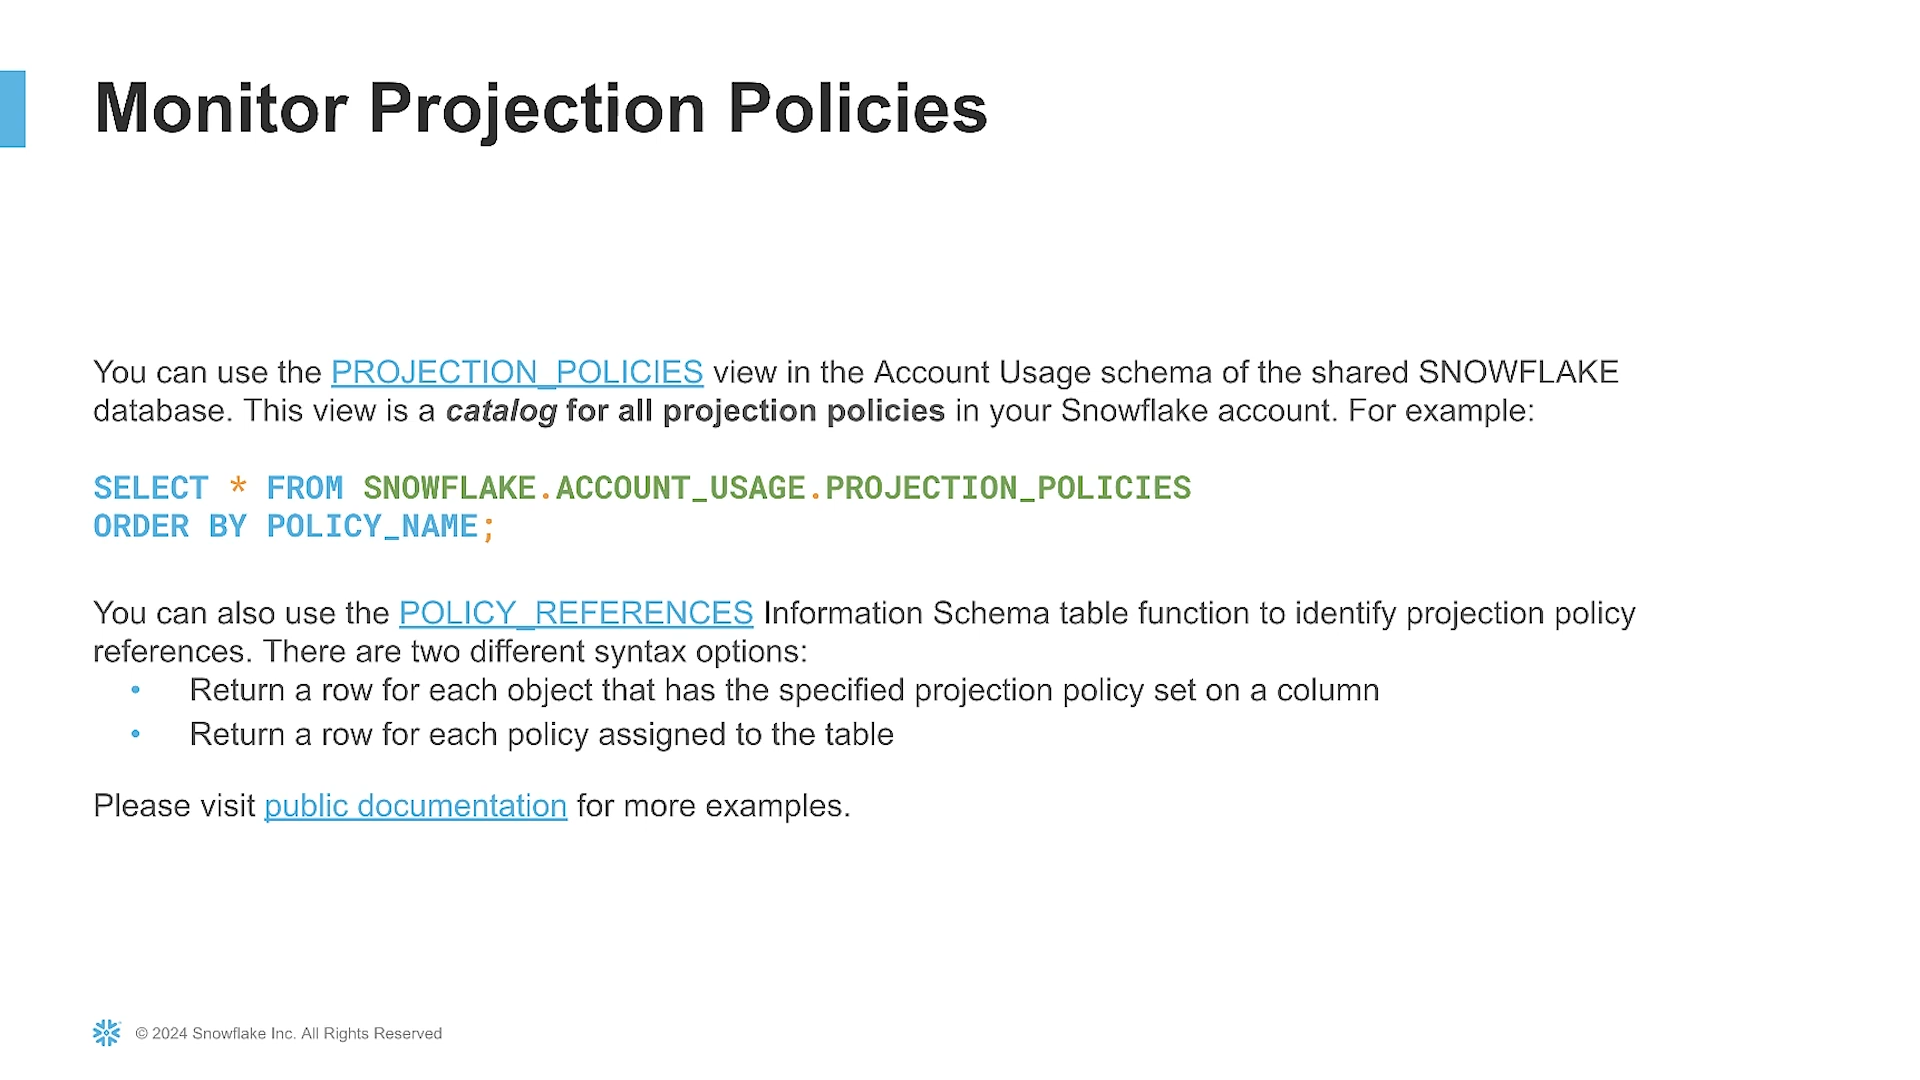 Monitor Projection Policies
You can use the PROJECTION_POLICIES view in the Account Usage schema of the shared SNOWFLAKE
database. This view is a catalog for all projection policies in your Snowflake account. For example:
SELECT * FROM SNOWFLAKE.ACCOUNT_USAGE.PROJECTION_POLICIES
ORDER BY POLICY_NAME;
You can also use the POLICY_REFERENCES Information Schema table function to identify projection policy
references. There are two different syntax options:
• Return a row for each object that has the specified projection policy set on a column
• Return a row for each policy assigned to the table
Please visit public documentation for more examples.
© 2024 Snowflake Inc. All Rights Reserved